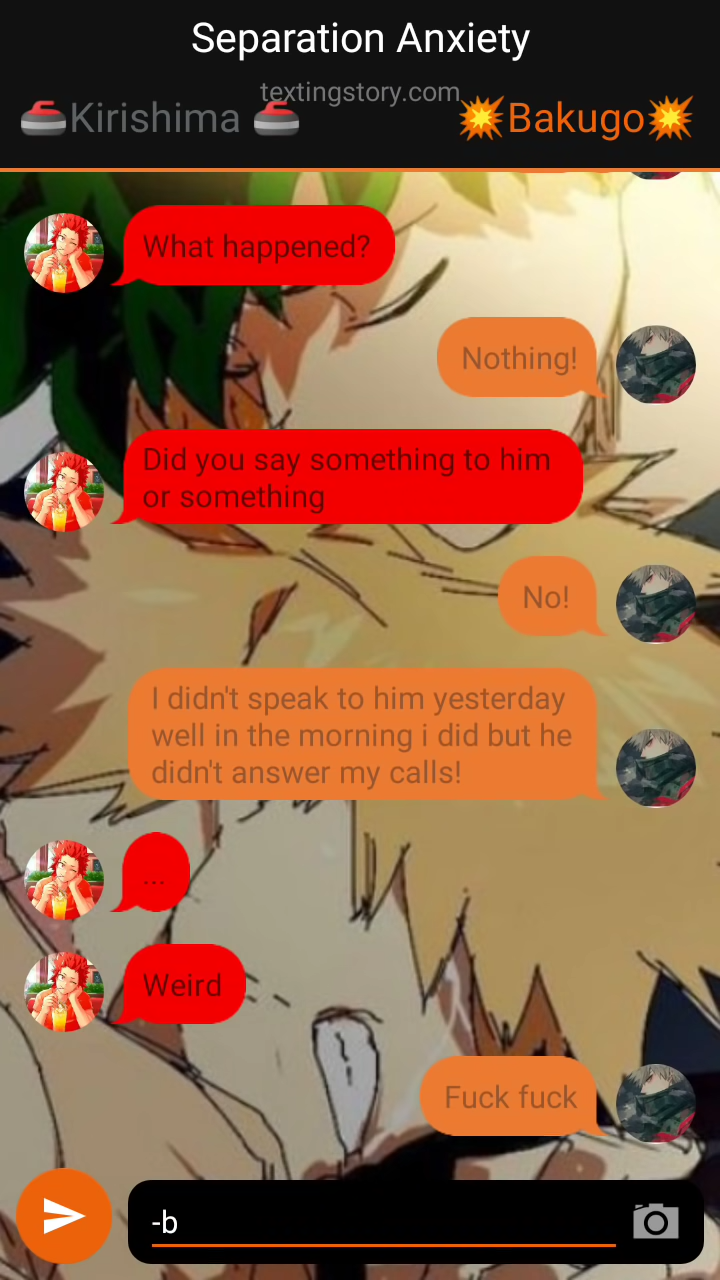 Separation Anxiety
textingstory.com
Kirishima
Bakugo
What happened?
Nothing!
Did you say something to him
or something
No!
I didn't speak to him yesterday
well in the morning i did but he
didn't answer my calls!
...
Weird
Fuck fuck
-b